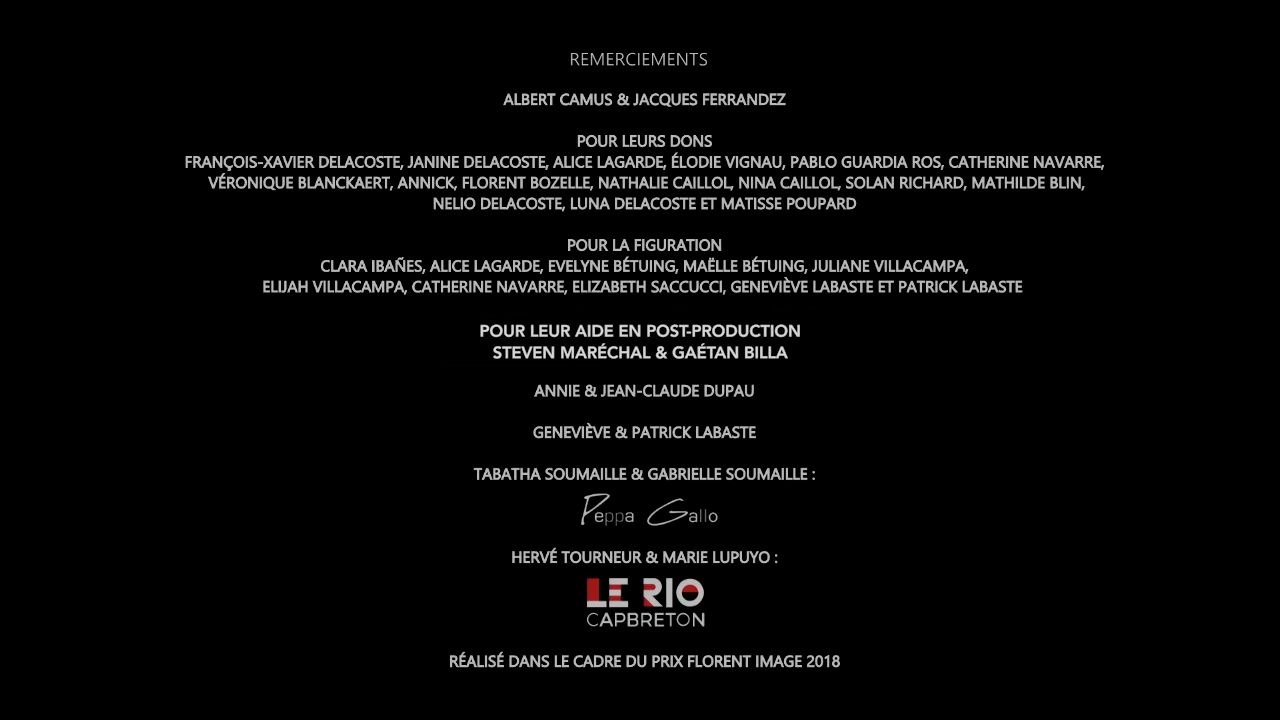 REMERCIEMENTS
ALBERT CAMUS & JACQUES FERRANDEZ
POUR LEURS DONS
FRANÇOIS-XAVIER DELACOSTE, JANINE DELACOSTE, ALICE LAGARDE, ÉLODIE VIGNAU, PABLO GUARDIA ROS, CATHERINE NAVARRE,
VÉRONIQUE BLANCKAERT, ANNICK, FLORENT BOZELLE, NATHALIE CAILLOL, NINA CAILLOL, SOLAN RICHARD, MATHILDE BLIN,
NELIO DELACOSTE, LUNA DELACOSTE ET MATISSE POUPARD
POUR LA FIGURATION
CLARA IBAÑES, ALICE LAGARDE, EVELYNE BÉTUING, MAËLLE BÉTUING, JULIANE VILLACAMPA,
ELIJAH VILLACAMPA, CATHERINE NAVARRE, ELIZABETH SACCUCCI, GENEVIÈVE LABASTE ET PATRICK LABASTE
POUR LEUR AIDE EN POST-PRODUCTION
STEVEN MARÉCHAL & GAÉTAN BILLA
ANNIE & JEAN-CLAUDE DUPAU
GENEVIÈVE & PATRICK LABASTE
TABATHA SOUMAILLE & GABRIELLE SOUMAILLE :
Peppa Gallo
HERVÉ TOURNEUR & MARIE LUPUYO :
LE RIO
CAPBRETON
RÉALISÉ DANS LE CADRE DU PRIX FLORENT IMAGE 2018